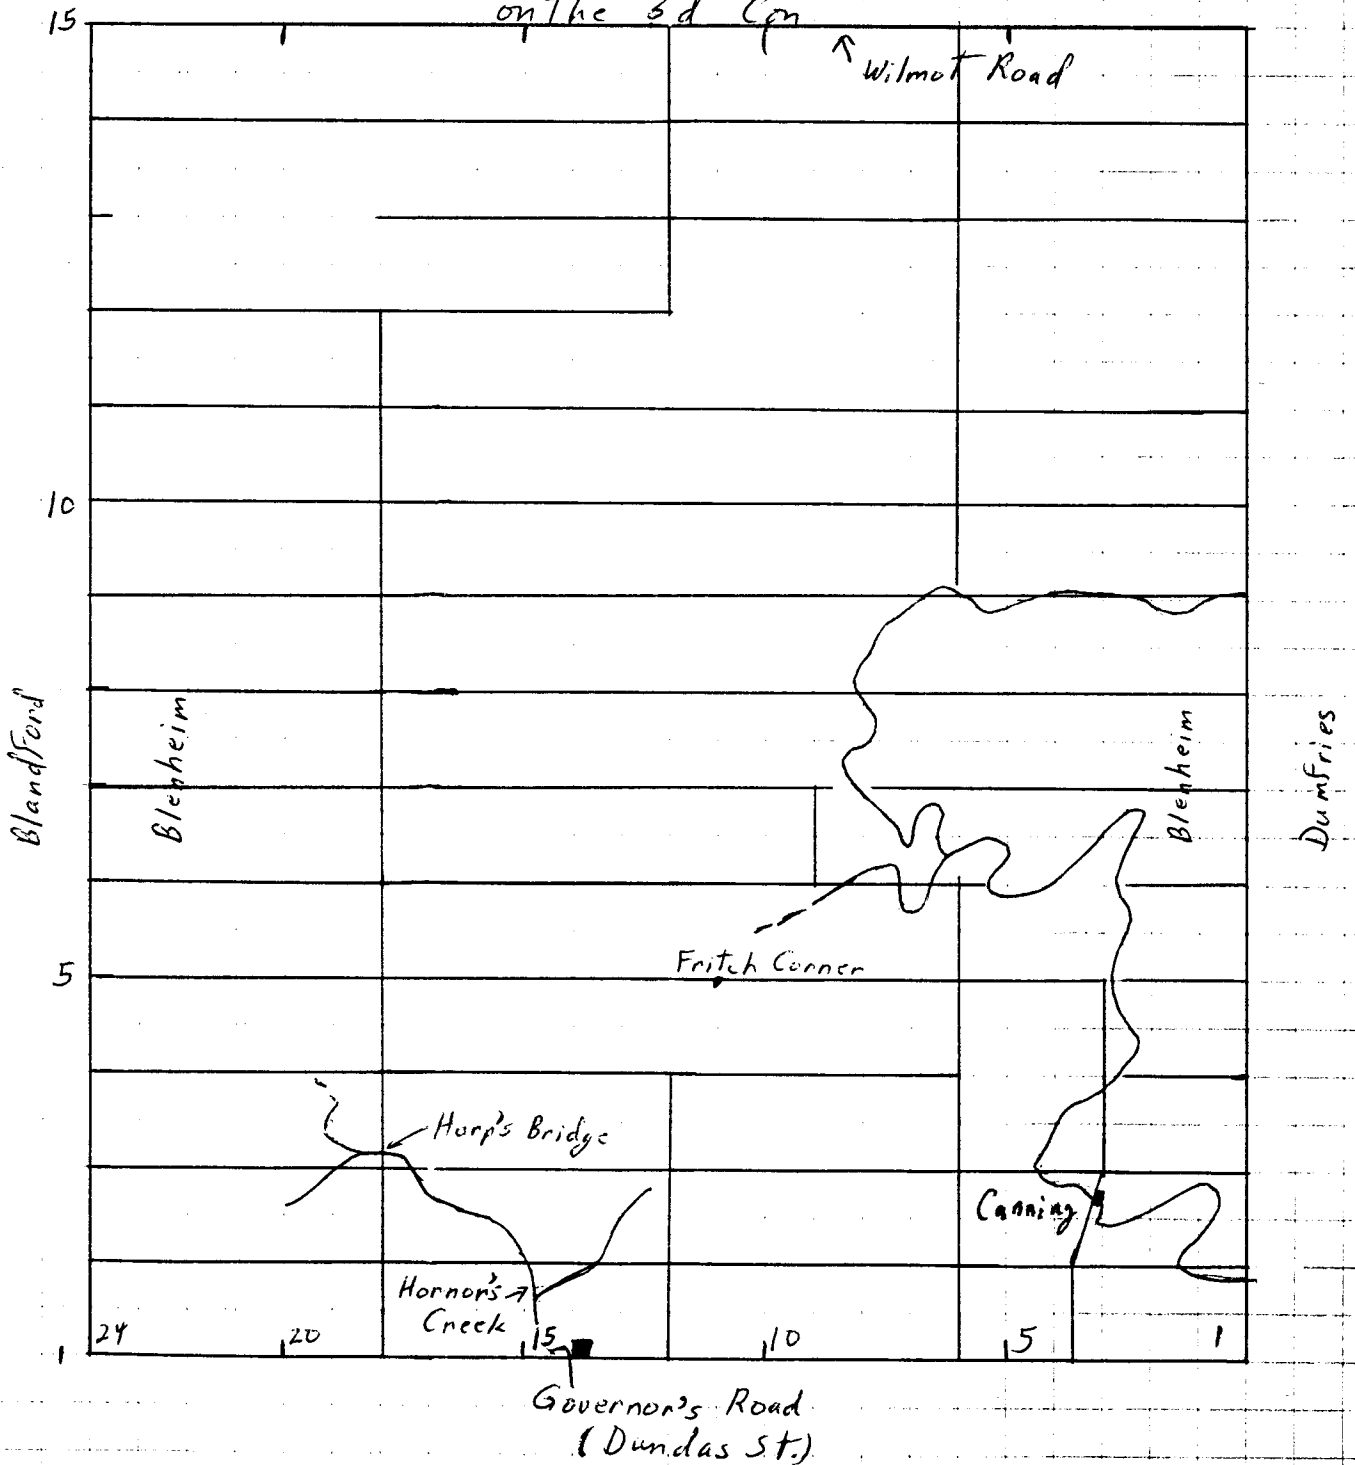 on The 3d Con
15
Wilmot Road
10
Blandford
Blenheim
Blenheim
Dumfries
Fritch Corner
5
Horp's Bridge
Canning
Hornor's
Creek
24
20
15
10
5
1
1
Governor's Road
(Dundas St.)